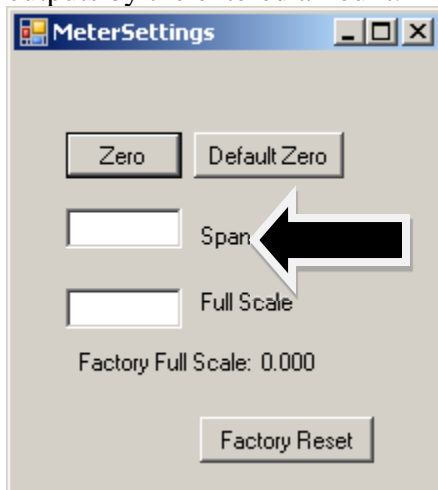 MeterSettings
Zero Default Zero
Span
Full Scale
Factory Full Scale: 0.000
Factory Reset